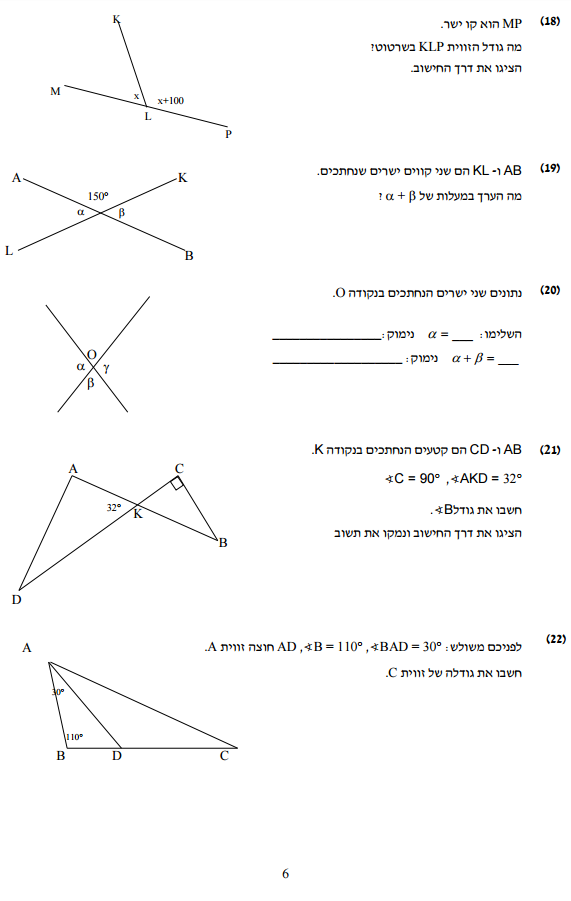 (18) MP הוא קו ישר.
מה גודל הזווית KLP בשרטוט?
הציגו את דרך החישוב.
K
M
x
x+100
L
P
(19) AB ו- KL הם שני קווים ישרים שנחתכים.
מה הערך במעלות של α + β ?
A
K
150°
α
β
L
B
(20) נתונים שני ישרים הנחתכים בנקודה O.
השלימו: ___ = α נימוק: _______________
___ = α + β נימוק: __________________
O
α
γ
β
(21) AB ו- CD הם קטעים הנחתכים בנקודה K.
∢C = 90° , ∢AKD = 32°
חשבו את גודל ∢B.
הציגו את דרך החישוב ונמקו את תשוב
A
C
32°
K
B
D
(22) לפניכם משולש: AD ,∢B = 110° ,∢BAD = 30° חוצה זווית A.
חשבו את גודלה של זווית C.
A
30°
110°
B
D
C
6